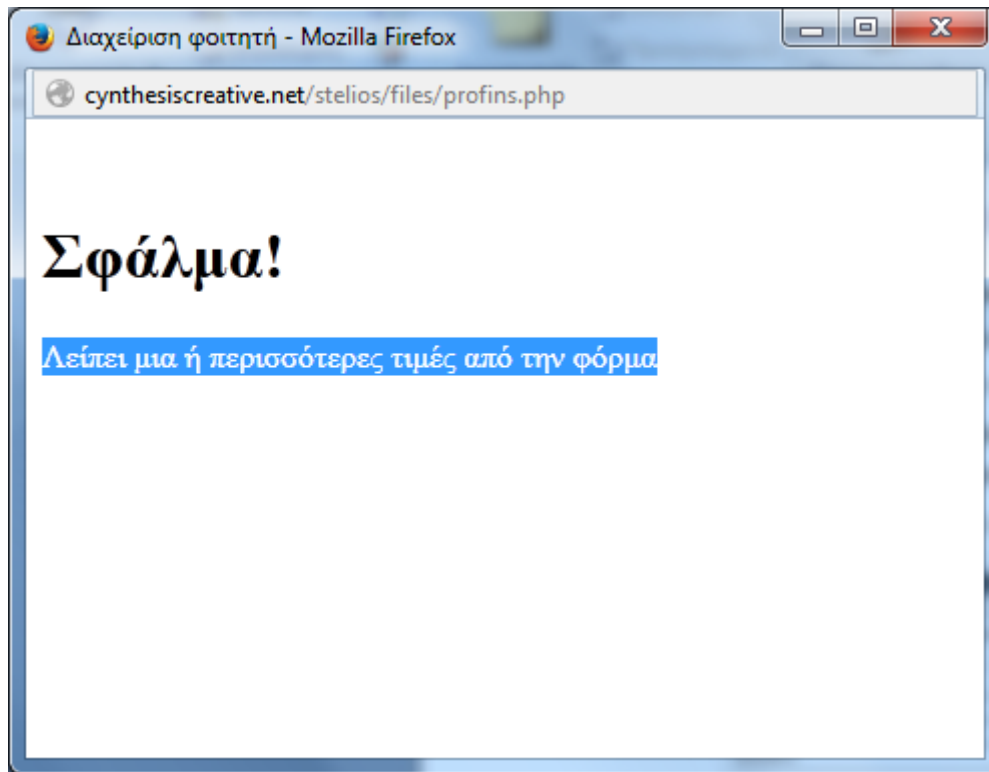 Διαχείριση φοιτητή - Mozilla Firefox
cynthesiscreative.net/stelios/files/profins.php
Σφάλμα!
Λείπει μια ή περισσότερες τιμές από την φόρμα